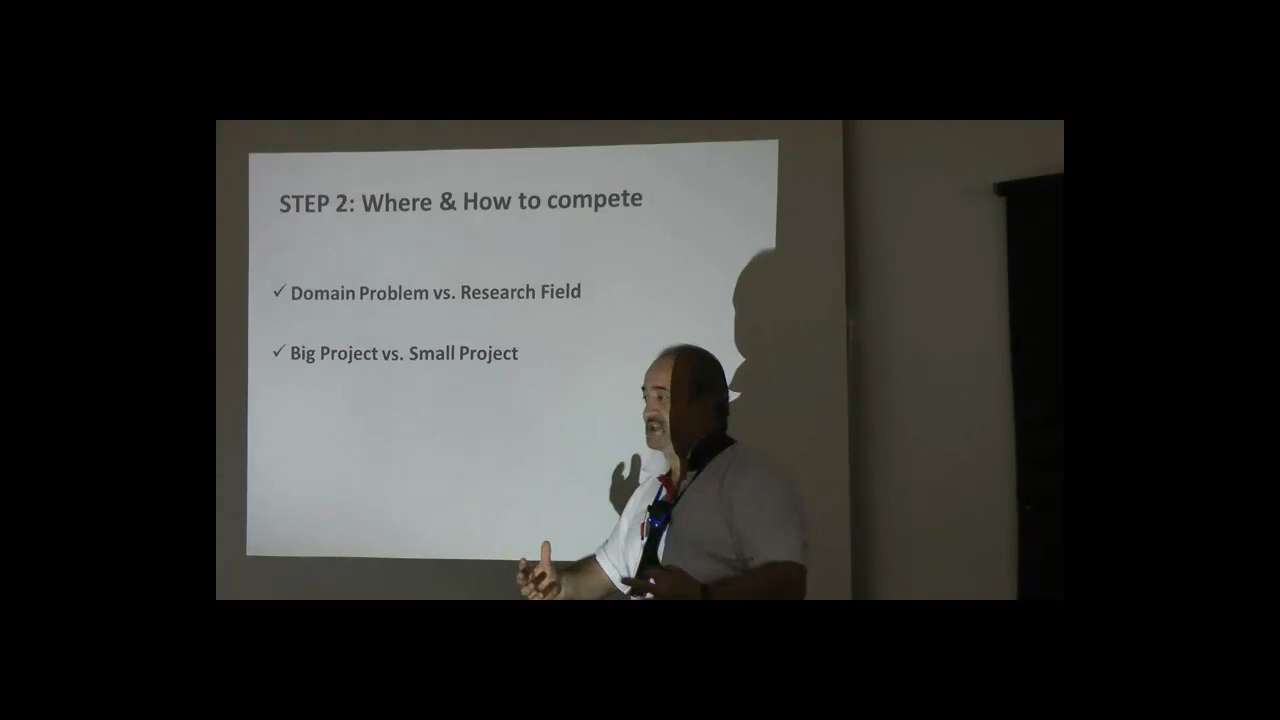 STEP 2: Where & How to compete
✓ Domain Problem vs. Research Field
✓ Big Project vs. Small Project